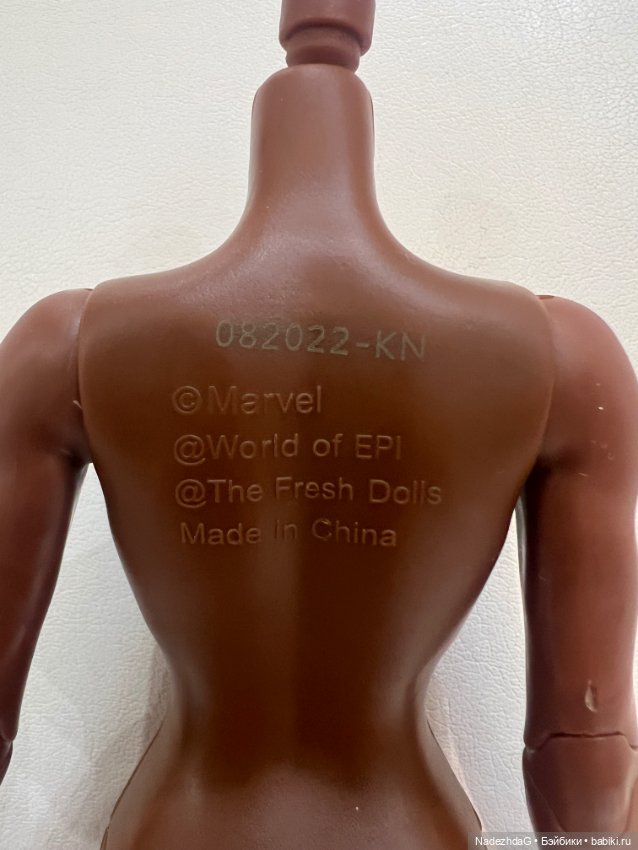 082022-KN
©Marvel
@World of EPI
@The Fresh Dolls
Made in China
NadezhdaG • Бэйбики • babiki.ru